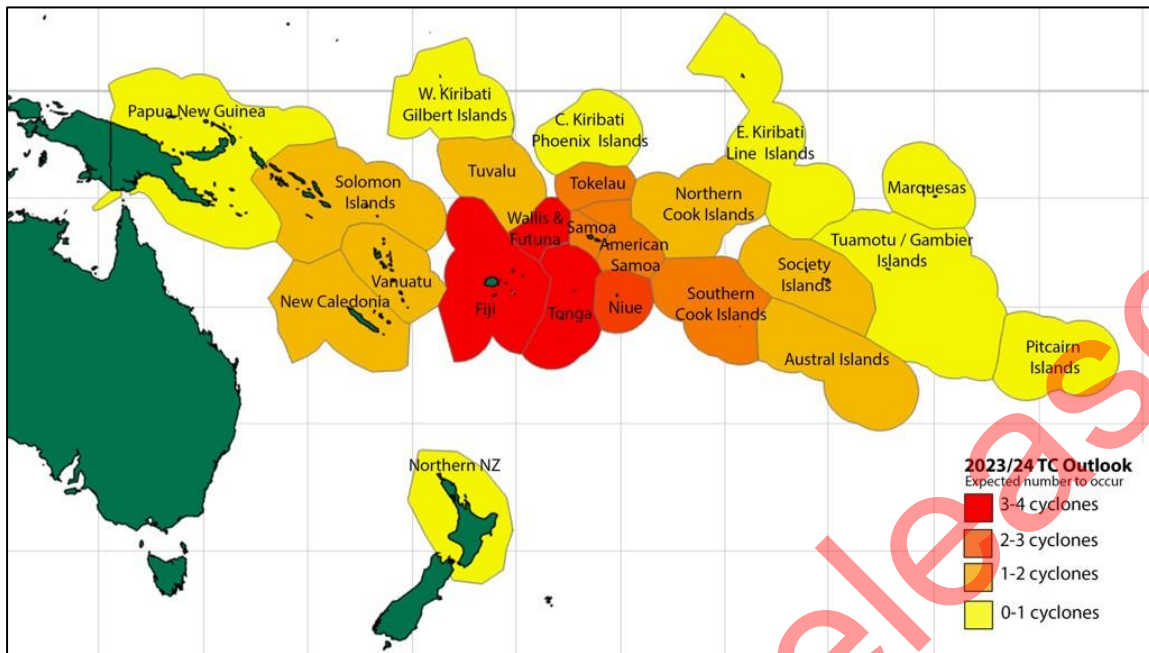 Papua New Guinea
W. Kiribati
Gilbert Islands
C. Kiribati
Phoenix Islands
E. Kiribati
Line Islands
Marquesas
Tuvalu
Tokelau
Solomon
Islands
Northern
Cook Islands
Wallis &
Futuna
Samoa
American
Samoa
Tuamotu / Gambier
Islands
Society
Islands
Vanuatu
New Caledonia
Fiji
Tonga
Niue
Southern
Cook Islands
Austral Islands
Pitcairn
Islands
Northern NZ
2023/24 TC Outlook
Expected number to occur
3-4 cyclones
2-3 cyclones
1-2 cyclones
0-1 cyclones